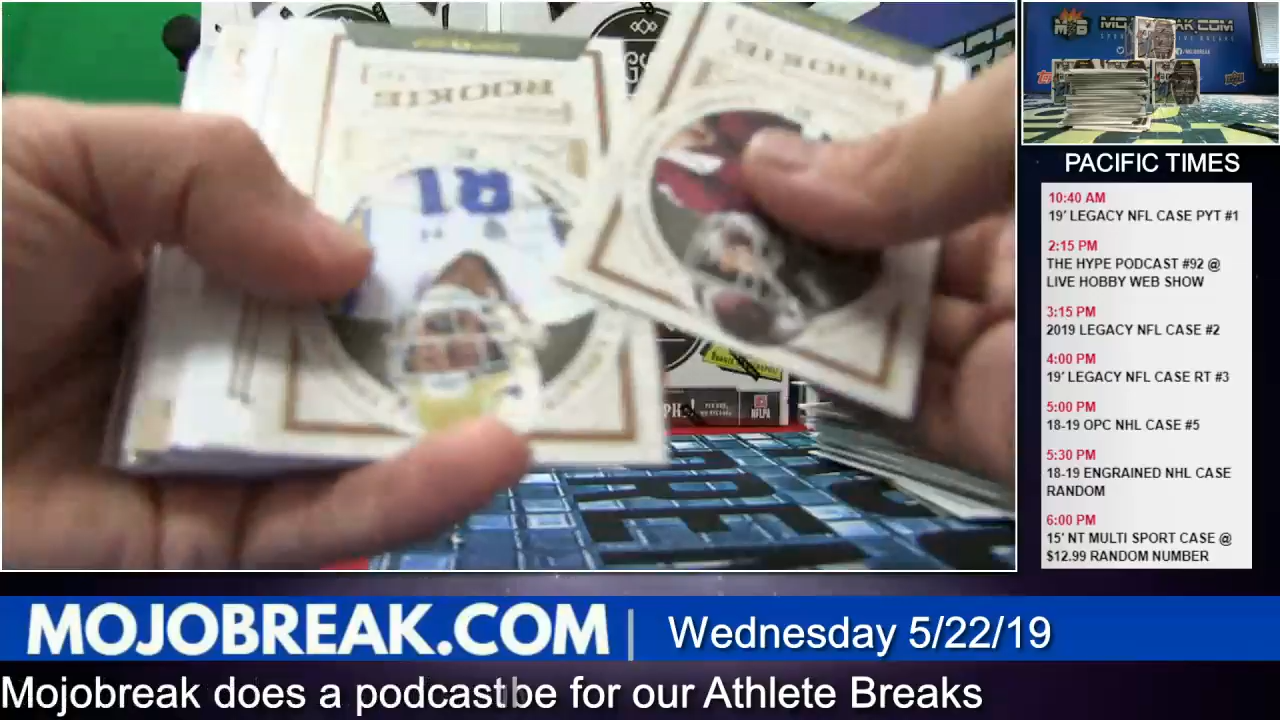 MOJOBREAK.COM
PACIFIC TIMES
10:40 AM
19' LEGACY NFL CASE PYT #1
2:15 PM
THE HYPE PODCAST #92 @
LIVE HOBBY WEB SHOW
3:15 PM
2019 LEGACY NFL CASE #2
4:00 PM
19' LEGACY NFL CASE RT #3
5:00 PM
18-19 OPC NHL CASE #5
5:30 PM
18-19 ENGRAINED NHL CASE
RANDOM
6:00 PM
15' NT MULTI SPORT CASE @
$12.99 RANDOM NUMBER
ROOKIE
ROOKIE
81
NFLPA
MOJOBREAK.COM | Wednesday 5/22/19
Mojobreak does a podcast be for our Athlete Breaks